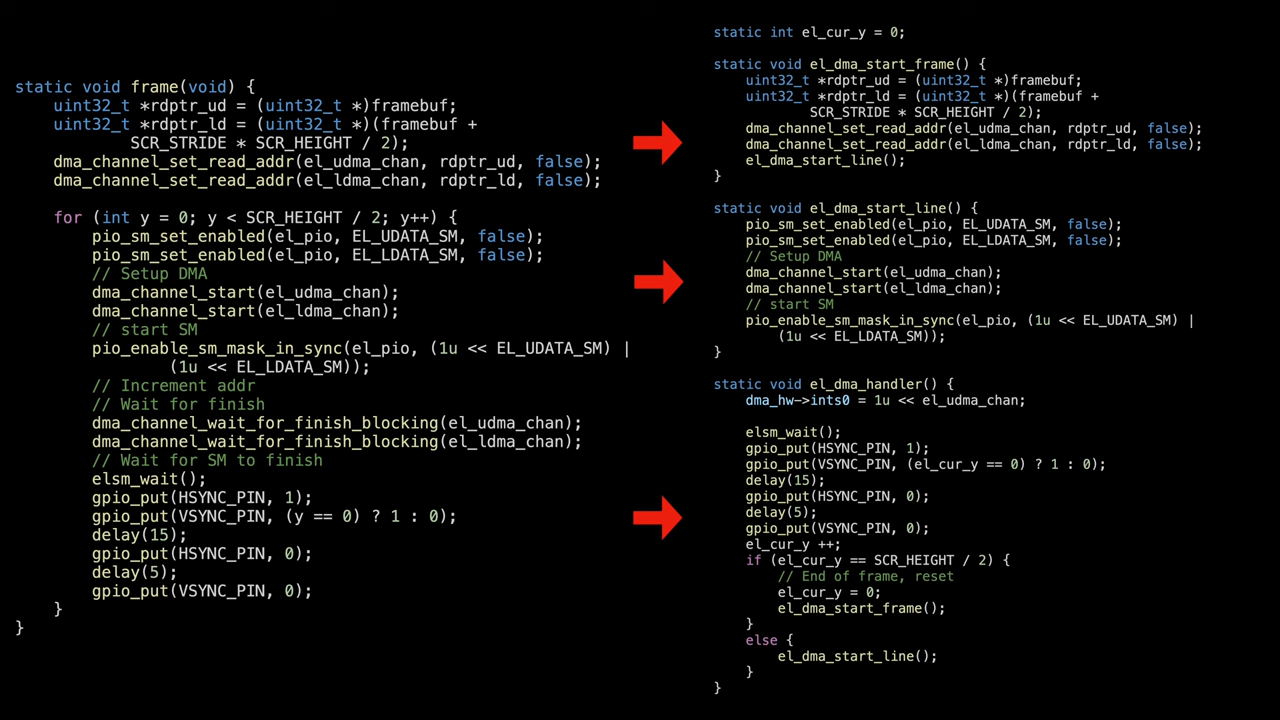 static void frame(void) {
uint32_t *rdptr_ud = (uint32_t *)framebuf;
uint32_t *rdptr_ld = (uint32_t *)(framebuf +
SCR_STRIDE * SCR_HEIGHT / 2);
dma_channel_set_read_addr(el_udma_chan, rdptr_ud, false);
dma_channel_set_read_addr(el_ldma_chan, rdptr_ld, false);
for (int y = 0; y < SCR_HEIGHT / 2; y++) {
pio_sm_set_enabled(el_pio, EL_UDATA_SM, false);
pio_sm_set_enabled(el_pio, EL_LDATA_SM, false);
// Setup DMA
dma_channel_start(el_udma_chan);
dma_channel_start(el_ldma_chan);
// start SM
pio_enable_sm_mask_in_sync(el_pio, (1u << EL_UDATA_SM) |
(1u << EL_LDATA_SM));
// Increment addr
// Wait for finish
dma_channel_wait_for_finish_blocking(el_udma_chan);
dma_channel_wait_for_finish_blocking(el_ldma_chan);
// Wait for SM to finish
elsm_wait();
gpio_put(HSYNC_PIN, 1);
gpio_put(VSYNC_PIN, (y == 0) ? 1 : 0);
delay(15);
gpio_put(HSYNC_PIN, 0);
delay(5);
gpio_put(VSYNC_PIN, 0);
}
}
static int el_cur_y = 0;
static void el_dma_start_frame() {
uint32_t *rdptr_ud = (uint32_t *)framebuf;
uint32_t *rdptr_ld = (uint32_t *)(framebuf +
SCR_STRIDE * SCR_HEIGHT / 2);
dma_channel_set_read_addr(el_udma_chan, rdptr_ud, false);
dma_channel_set_read_addr(el_ldma_chan, rdptr_ld, false);
el_dma_start_line();
}
static void el_dma_start_line() {
pio_sm_set_enabled(el_pio, EL_UDATA_SM, false);
pio_sm_set_enabled(el_pio, EL_LDATA_SM, false);
// Setup DMA
dma_channel_start(el_udma_chan);
dma_channel_start(el_ldma_chan);
// start SM
pio_enable_sm_mask_in_sync(el_pio, (1u << EL_UDATA_SM) |
(1u << EL_LDATA_SM));
}
static void el_dma_handler() {
dma_hw->ints0 = 1u << el_udma_chan;
elsm_wait();
gpio_put(HSYNC_PIN, 1);
gpio_put(VSYNC_PIN, (el_cur_y == 0) ? 1 : 0);
delay(15);
gpio_put(HSYNC_PIN, 0);
delay(5);
gpio_put(VSYNC_PIN, 0);
el_cur_y ++;
if (el_cur_y == SCR_HEIGHT / 2) {
// End of frame, reset
el_cur_y = 0;
el_dma_start_frame();
}
else {
el_dma_start_line();
}
}